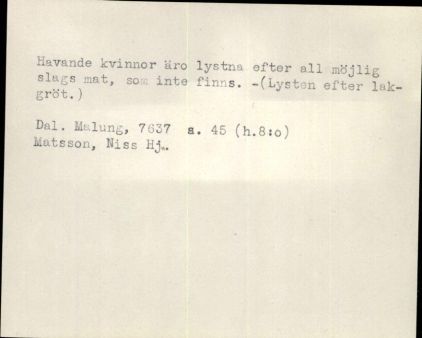 Havande kvinnor äro lystna efter all möjlig
slags mat, som inte finns. -(Lysten efter lak-
gröt.)
Dal. Malung, 7637 a. 45 (h.8:o)
Matsson, Niss Hj..